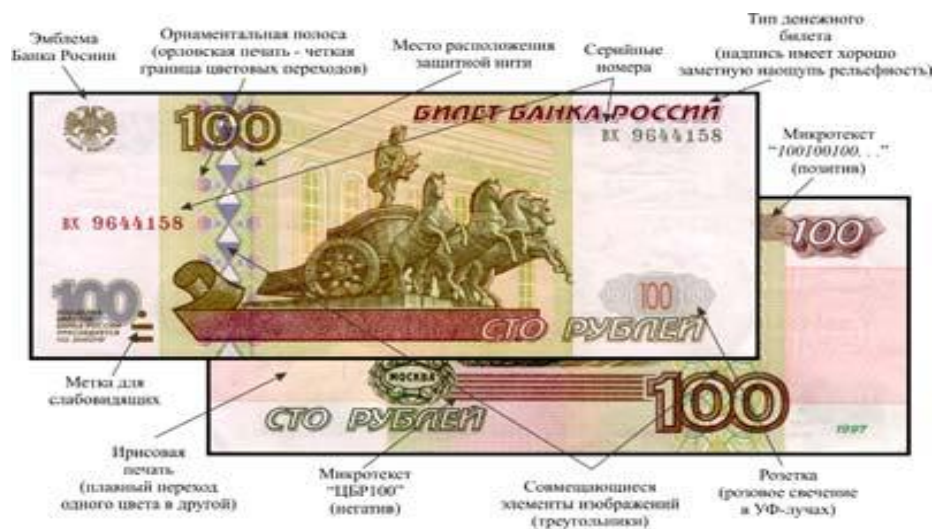 Эмблема
Банка России
Орнаментальная полоса
(орловская печать - четкая
граница цветовых переходов)
Место расположения
защитной нити
Серийные
номера
Тип денежного
билета
(надпись имеет хорошо
заметную наощупь рельефность)
100
БИЛЕТ БАНКА РОССИИ
ВХ 9644158
Микротекст
"100100100. . ."
(позитив)
ВХ 9644158
100
100
100
СТО РУБЛЕЙ
Метка для
слабовидящих
МОСКВА
100
СТО РУБЛЕЙ
1997
Ирисовая
печать
(плавный переход
одного цвета в другой)
Микротекст
"ЦБР100"
(негатив)
Совмещающиеся
элементы изображений
(треугольники)
Розетка
(розовое свечение
в УФ-лучах)